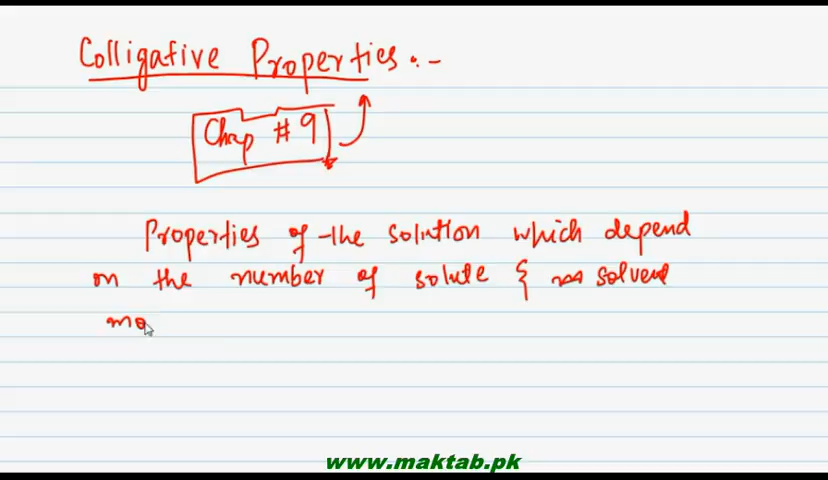 Colligative Properties :-
Chap # 9
Properties of the solution which depend
on the number of solute & solvent
mo
www.maktab.pk